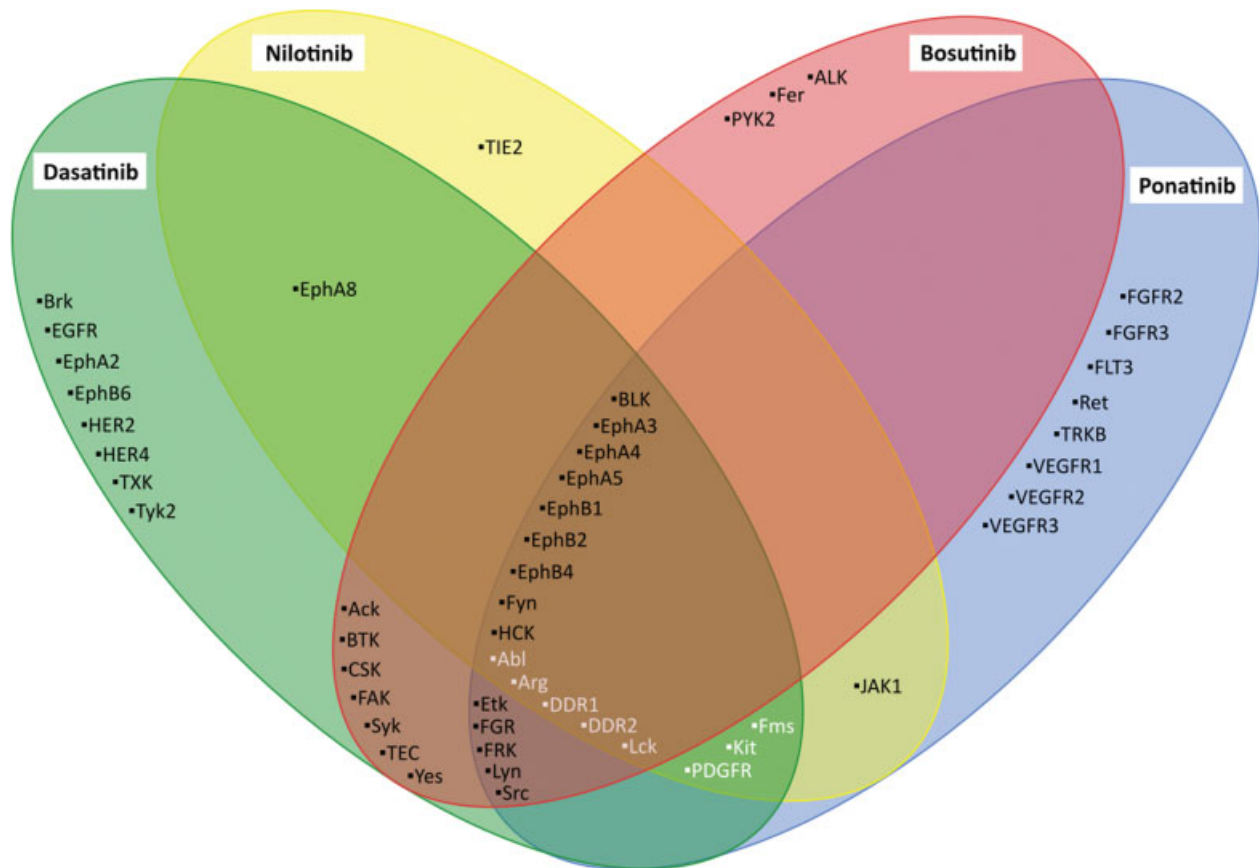 Nilotinib
Bosutinib
Dasatinib
Ponatinib
▪ALK
▪Fer
▪PYK2
▪TIE2
▪EphA8
▪Brk
▪EGFR
▪EphA2
▪EphB6
▪HER2
▪HER4
▪TXK
▪Tyk2
▪FGFR2
▪FGFR3
▪FLT3
▪Ret
▪TRKB
▪VEGFR1
▪VEGFR2
▪VEGFR3
▪BLK
▪EphA3
▪EphA4
▪EphA5
▪EphB1
▪EphB2
▪EphB4
▪Fyn
▪HCK
▪Abl
▪Arg
▪DDR1
▪DDR2
▪Lck
▪Ack
▪BTK
▪CSK
▪FAK
▪Syk
▪TEC
▪Yes
▪Etk
▪FGR
▪FRK
▪Lyn
▪Src
▪Fms
▪Kit
▪PDGFR
▪JAK1